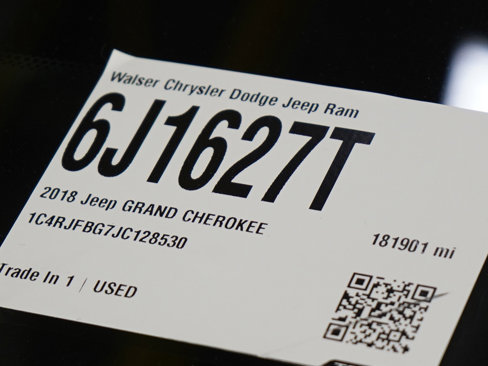 Walser Chrysler Dodge Jeep Ram
6J1627T
2018 Jeep GRAND CHEROKEE
1C4RJFBG7JC128530
181901 mi
Trade In 1 / USED